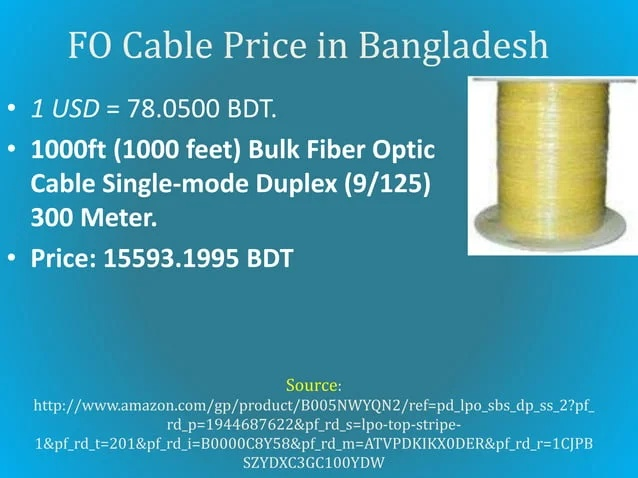 FO Cable Price in Bangladesh
• 1 USD = 78.0500 BDT.
• 1000ft (1000 feet) Bulk Fiber Optic
Cable Single-mode Duplex (9/125)
300 Meter.
• Price: 15593.1995 BDT
Source:
http://www.amazon.com/gp/product/B005NWYQN2/ref=pd_lpo_sbs_dp_ss_2?pf_
rd_p=1944687622&pf_rd_s=lpo-top-stripe-
1&pf_rd_t=201&pf_rd_i=B0000C8Y58&pf_rd_m=ATVPDKIKX0DER&pf_rd_r=1CJPB
SZYDXC3GC100YDW